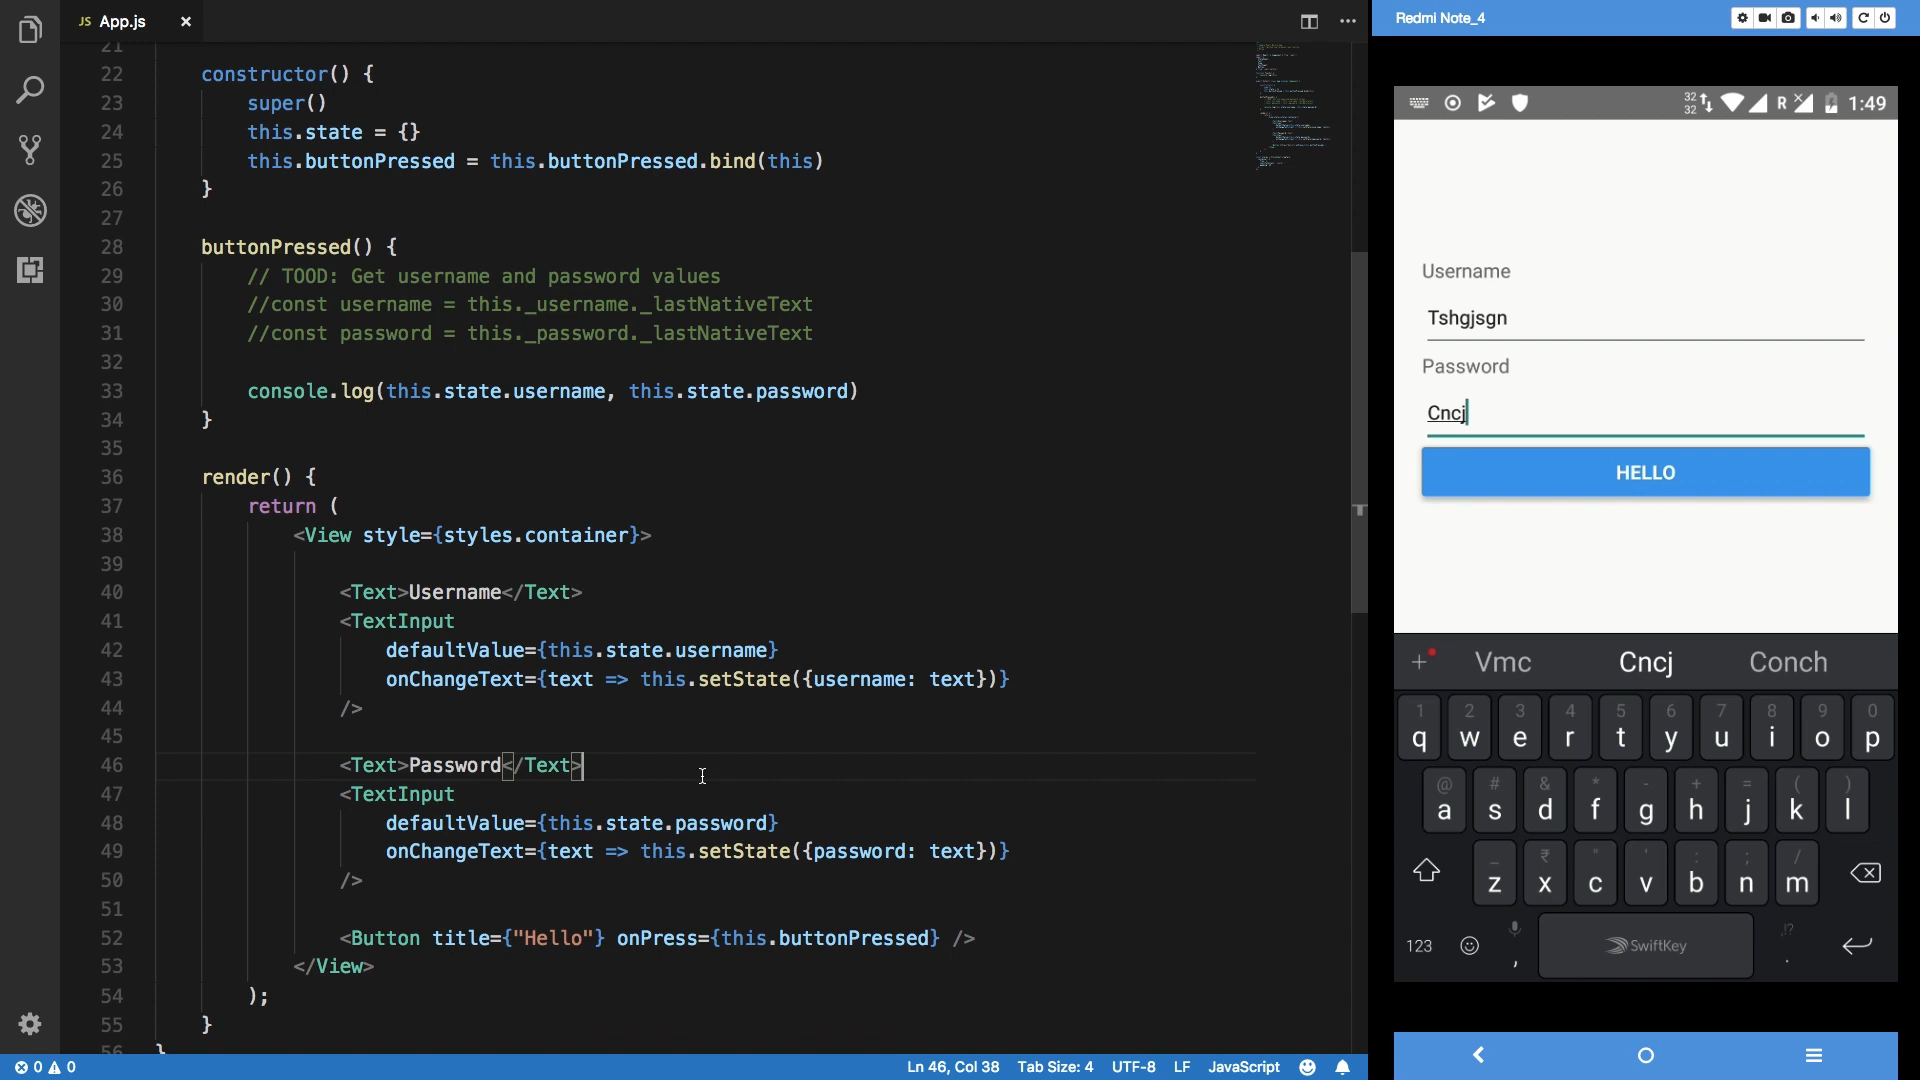 JS App.js ×
21
22 constructor() {
23 super()
24 this.state = {}
25 this.buttonPressed = this.buttonPressed.bind(this)
26 }
27
28 buttonPressed() {
29 // TOOD: Get username and password values
30 //const username = this._username._lastNativeText
31 //const password = this._password._lastNativeText
32
33 console.log(this.state.username, this.state.password)
34 }
35
36 render() {
37 return (
38 <View style={styles.container}>
39
40 <Text>Username</Text>
41 <TextInput
42 defaultValue={this.state.username}
43 onChangeText={text => this.setState({username: text})}
44 />
45
46 <Text>Password</Text>
47 <TextInput
48 defaultValue={this.state.password}
49 onChangeText={text => this.setState({password: text})}
50 />
51
52 <Button title={"Hello"} onPress={this.buttonPressed} />
53 </View>
54 );
55 }
56 }
0 0 Ln 46, Col 38 Tab Size: 4 UTF-8 LF JavaScript
Redmi Note_4
32 32 R 1:49
Username
Tshgjsgn
Password
Cncj
HELLO
+ Vmc Cncj Conch
1 2 3 4 5 6 7 8 9 0
q w e r t y u i o p
@ # & * - + = ( )
a s d f g h j k l
_ ₹ " ' : ; /
z x c v b n m
123 , SwiftKey !? .